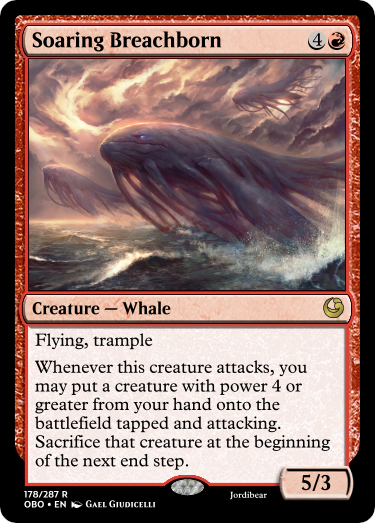 Soaring Breachborn 4
Creature — Whale
Flying, trample
Whenever this creature attacks, you
may put a creature with power 4 or
greater from your hand onto the
battlefield tapped and attacking.
Sacrifice that creature at the beginning
of the next end step.
5/3
178/287 R
OBO • EN Gael Giudicelli
Jordibear